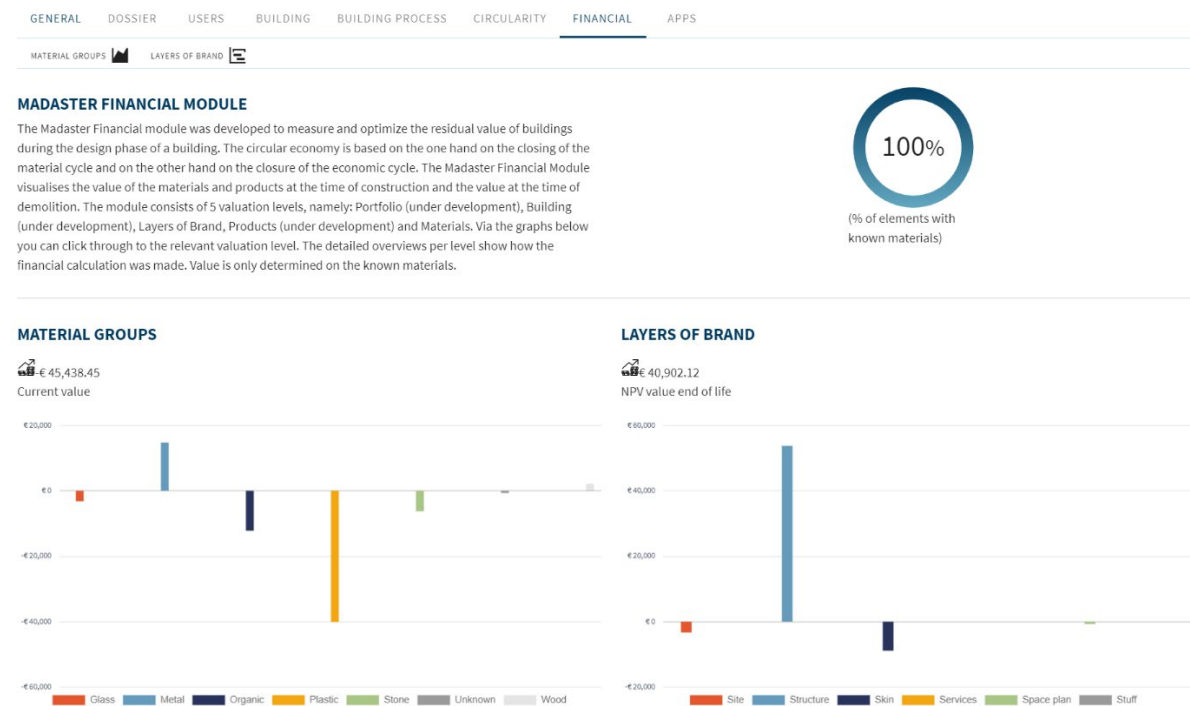 GENERAL DOSSIER USERS BUILDING BUILDING PROCESS CIRCULARITY FINANCIAL APPS
MATERIAL GROUPS LAYERS OF BRAND
MADASTER FINANCIAL MODULE
The Madaster Financial module was developed to measure and optimize the residual value of buildings
during the design phase of a building. The circular economy is based on the one hand on the closing of the
material cycle and on the other hand on the closure of the economic cycle. The Madaster Financial Module
visualises the value of the materials and products at the time of construction and the value at the time of
demolition. The module consists of 5 valuation levels, namely: Portfolio (under development), Building
(under development), Layers of Brand, Products (under development) and Materials. Via the graphs below
you can click through to the relevant valuation level. The detailed overviews per level show how the
financial calculation was made. Value is only determined on the known materials.
100%
(% of elements with
known materials)
MATERIAL GROUPS
-€ 45,438.45
Current value
€ 20,000
€ 0
-€ 20,000
-€ 40,000
-€ 60,000
Glass Metal Organic Plastic Stone Unknown Wood
LAYERS OF BRAND
€ 40,902.12
NPV value end of life
€ 60,000
€ 40,000
€ 20,000
€ 0
-€ 20,000
Site Structure Skin Services Space plan Stuff